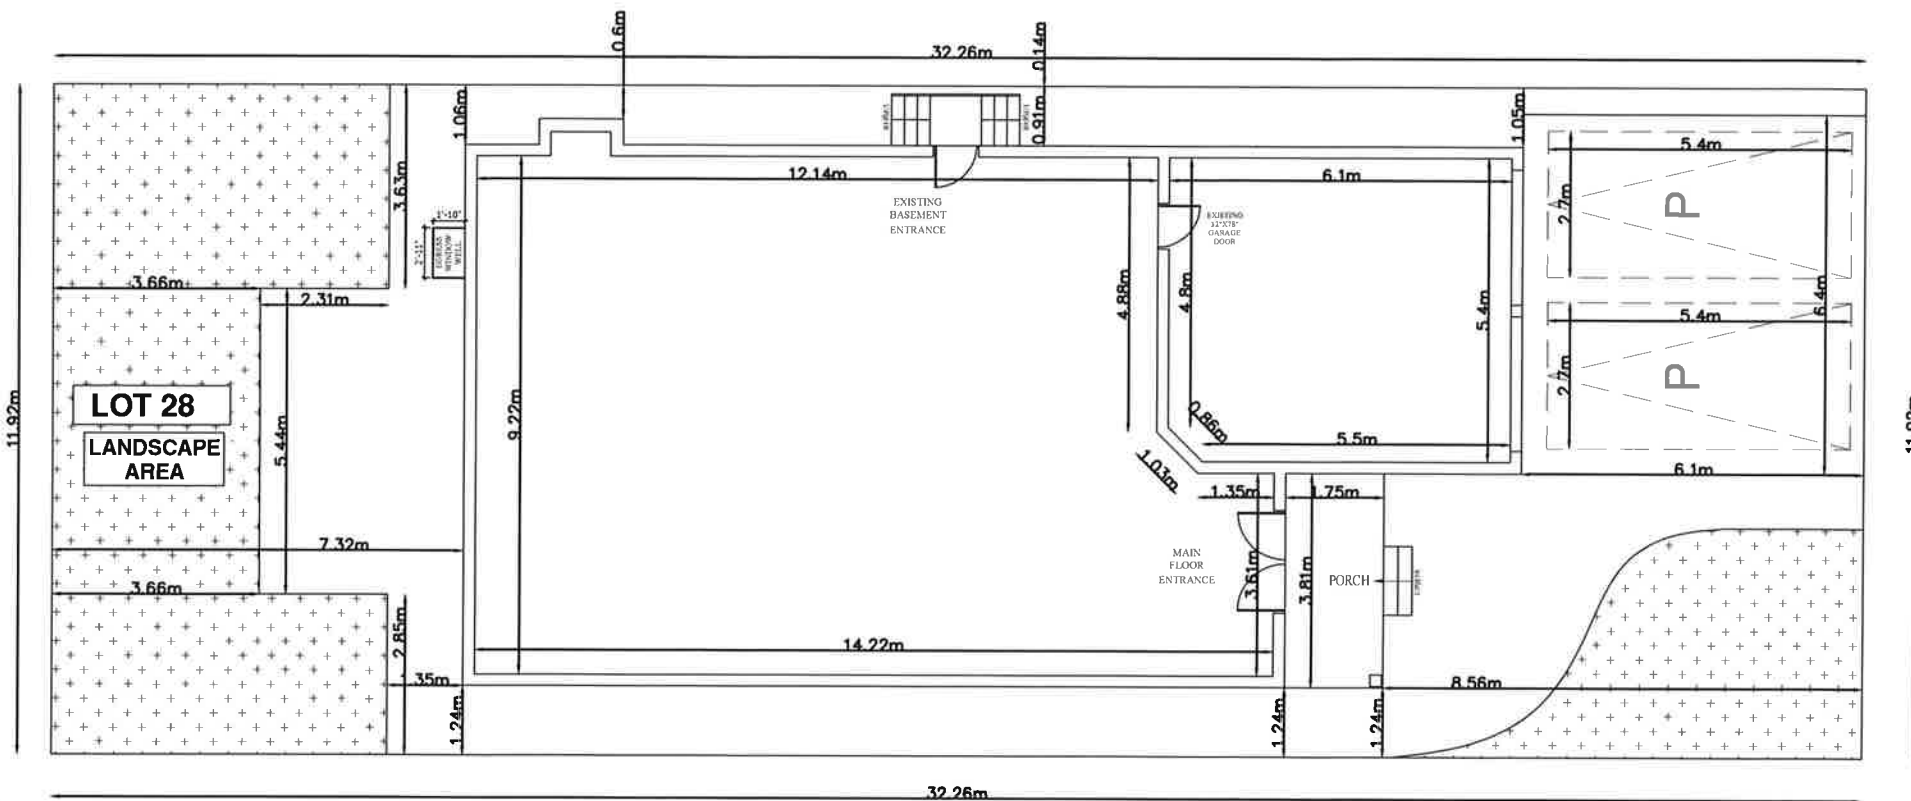 0.6m
32.26m
0.14m
1.06m
0.91m
1.05m
3.63m
12.14m
6.1m
5.4m
P
2.7m
EXISTING
BASEMENT
ENTRANCE
EXISTING
32"X78"
GARAGE
DOOR
1'-10"
2'-11"
EGRESS
WINDOW
WELL
3.66m
2.31m
4.88m
4.8m
5.4m
6.4m
5.4m
P
2.7m
11.92m
LOT 28
LANDSCAPE
AREA
5.44m
9.22m
0.86m
5.5m
1.03m
6.1m
1.35m
1.75m
7.32m
3.66m
MAIN
FLOOR
ENTRANCE
3.61m
3.81m
PORCH
2.85m
14.22m
.35m
8.56m
1.24m
1.24m
1.24m
32.26m